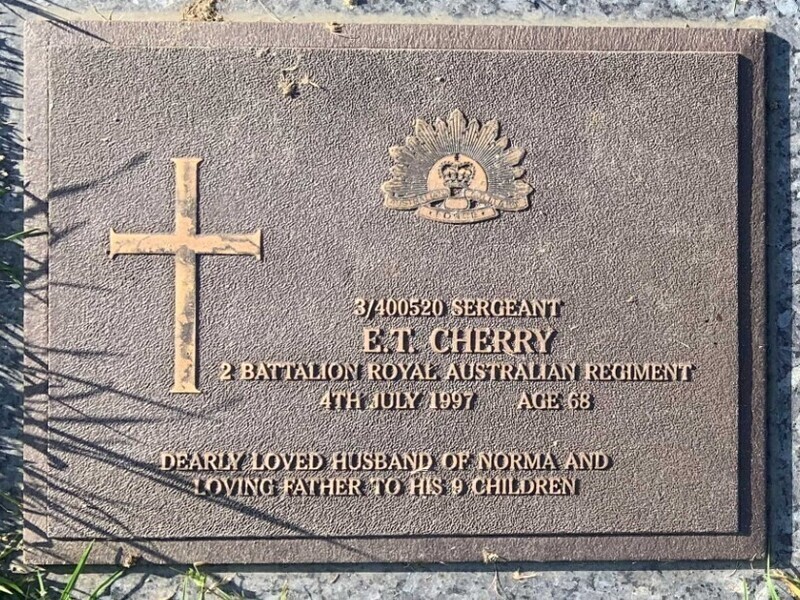 3/400520 SERGEANT
E.T. CHERRY
2 BATTALION ROYAL AUSTRALIAN REGIMENT
4TH JULY 1997 AGE 68
DEARLY LOVED HUSBAND OF NORMA AND
LOVING FATHER TO HIS 9 CHILDREN